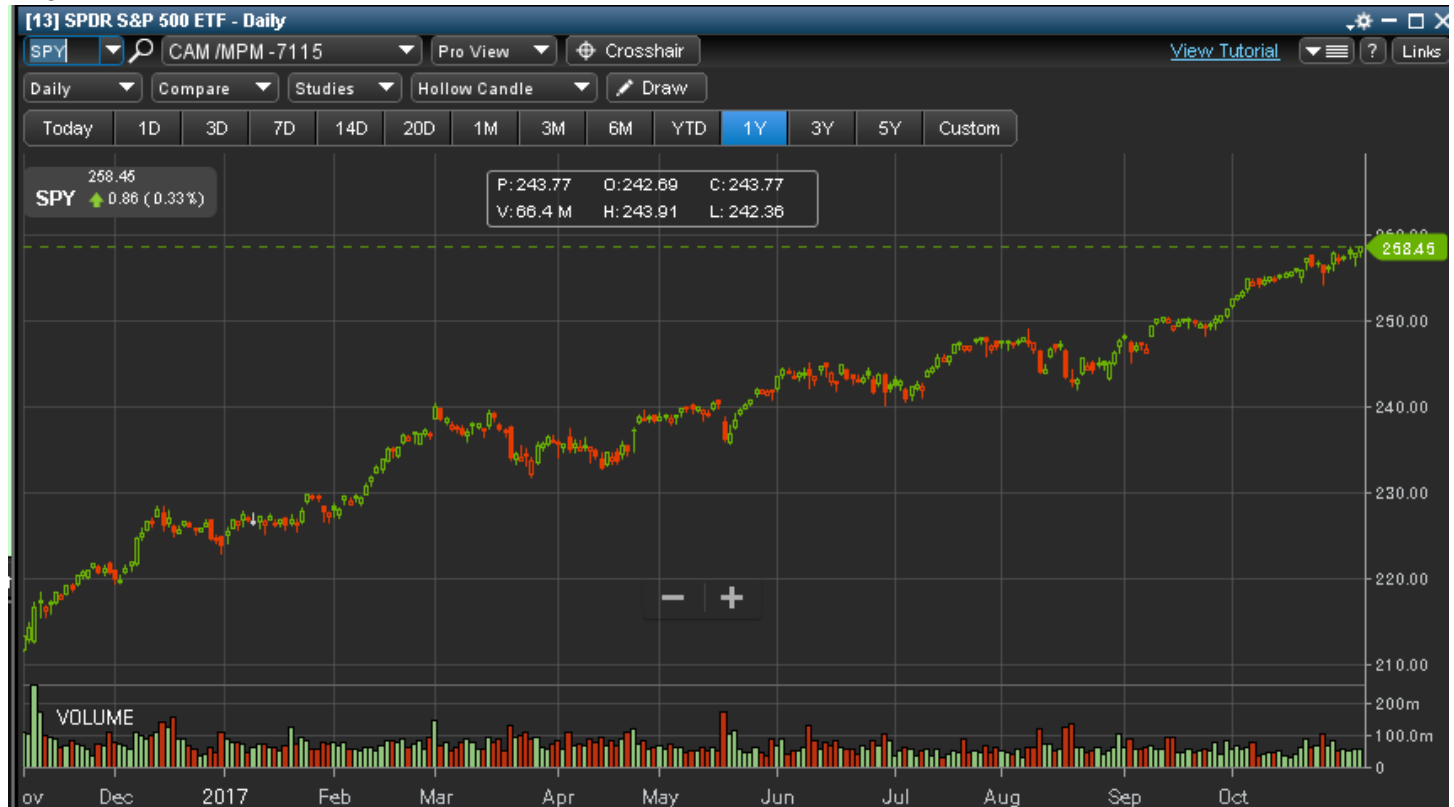 [13] SPDR S&P 500 ETF - Daily
SPY CAM /MPM -7115 Pro View Crosshair View Tutorial ? Links
Daily Compare Studies Hollow Candle Draw
Today 1D 3D 7D 14D 20D 1M 3M 6M YTD 1Y 3Y 5Y Custom
258.45
SPY 0.86 ( 0.33%)
P: 243.77 O:242.69 C: 243.77
V: 66.4 M H: 243.91 L: 242.36
260.00
258.45
250.00
240.00
230.00
220.00
210.00
VOLUME
200m
100.0m
0
ov Dec 2017 Feb Mar Apr May Jun Jul Aug Sep Oct